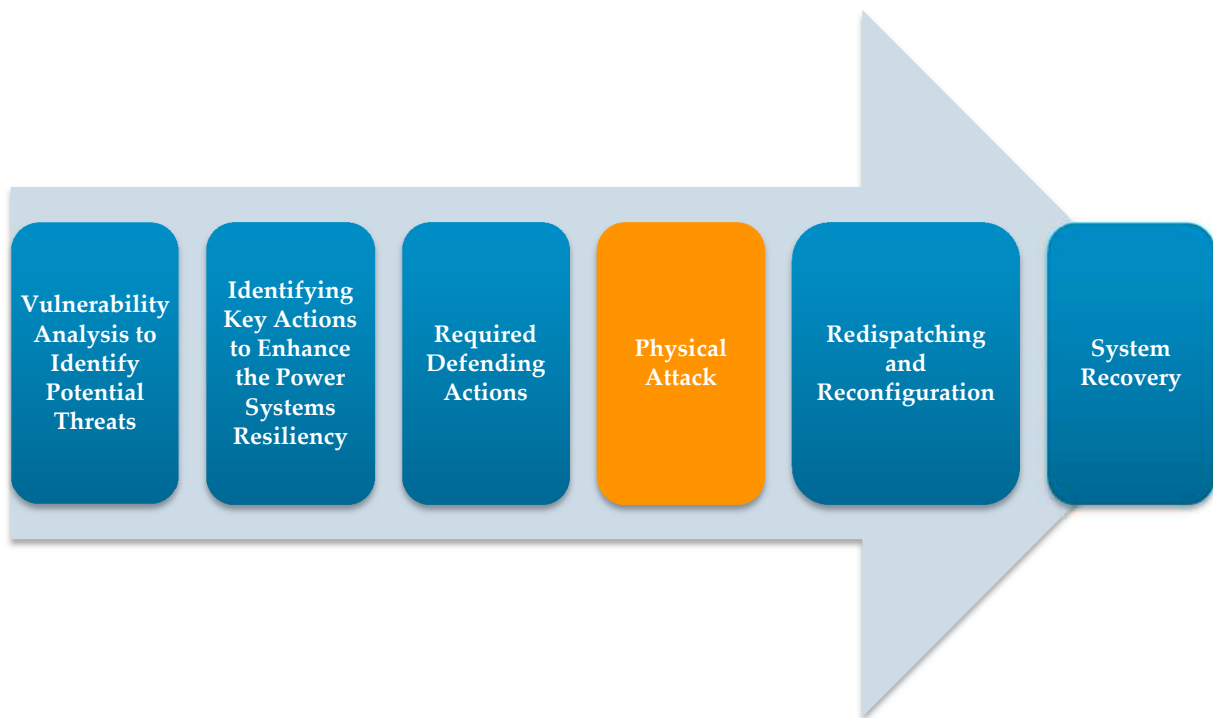 Vulnerability
Analysis to
Identify
Potential
Threats
Identifying
Key Actions
to Enhance
the Power
Systems
Resiliency
Required
Defending
Actions
Physical
Attack
Redispatching
and
Reconfiguration
System
Recovery